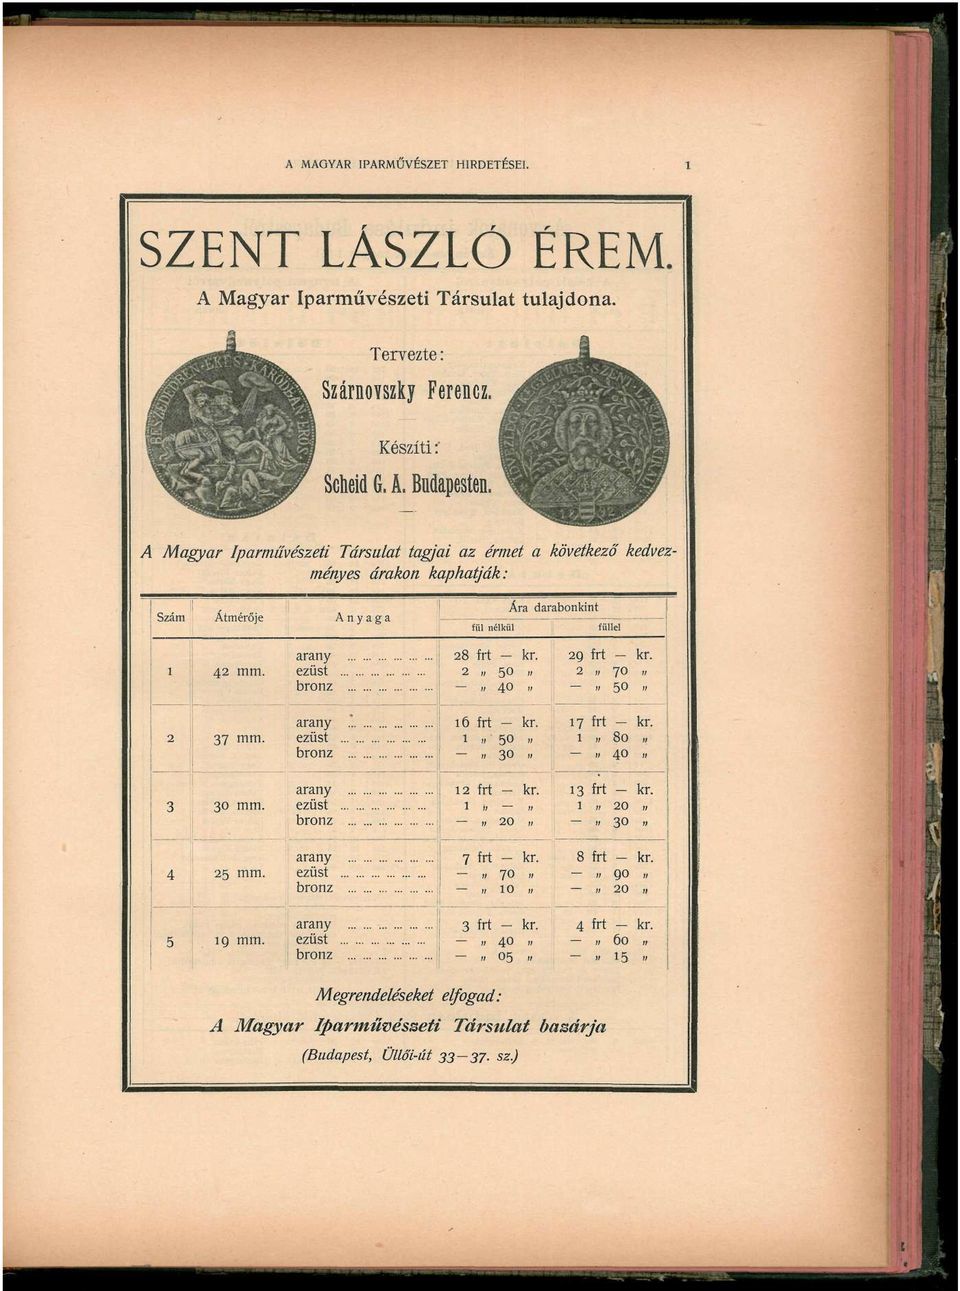 A MAGYAR IPARMŰVÉSZET HIRDETÉSEI. 1
SZENT LÁSZLÓ ÉREM.
A Magyar Iparművészeti Társulat tulajdona.
Tervezte:
Szárnovszky Ferencz.
Készíti:
Scheid G. A. Budapesten.
A Magyar Iparművészeti Társulat tagjai az érmet a következő kedvez-
ményes árakon kaphatják:
Szám Átmérője Anyaga Ára darabonkint
fül nélkül füllel
arany ... ... ... ... ... ... 28 frt — kr. 29 frt — kr.
1 42 mm. ezüst ... ... ... ... ... ... 2 „ 50 „ 2 „ 70 „
bronz ... ... ... ... ... ... — „ 40 „ — „ 50 „
arany ... ... ... ... ... ... 16 frt — kr. 17 frt — kr.
2 37 mm. ezüst ... ... ... ... ... ... 1 „ 50 „ 1 „ 80 „
bronz ... ... ... ... ... ... — „ 30 „ — „ 40 „
arany ... ... ... ... ... ... 12 frt — kr. 13 frt — kr.
3 30 mm. ezüst ... ... ... ... ... ... 1 „ — „ 1 „ 20 „
bronz ... ... ... ... ... ... — „ 20 „ — „ 30 „
arany ... ... ... ... ... ... 7 frt — kr. 8 frt — kr.
4 25 mm. ezüst ... ... ... ... ... ... — „ 70 „ — „ 90 „
bronz ... ... ... ... ... ... — „ 10 „ — „ 20 „
arany ... ... ... ... ... ... 3 frt — kr. 4 frt — kr.
5 19 mm. ezüst ... ... ... ... ... ... — „ 40 „ — „ 60 „
bronz ... ... ... ... ... ... — „ 05 „ — „ 15 „
Megrendeléseket elfogad:
A Magyar Iparművészeti Társulat bazárja
(Budapest, Üllői-út 33—37. sz.)